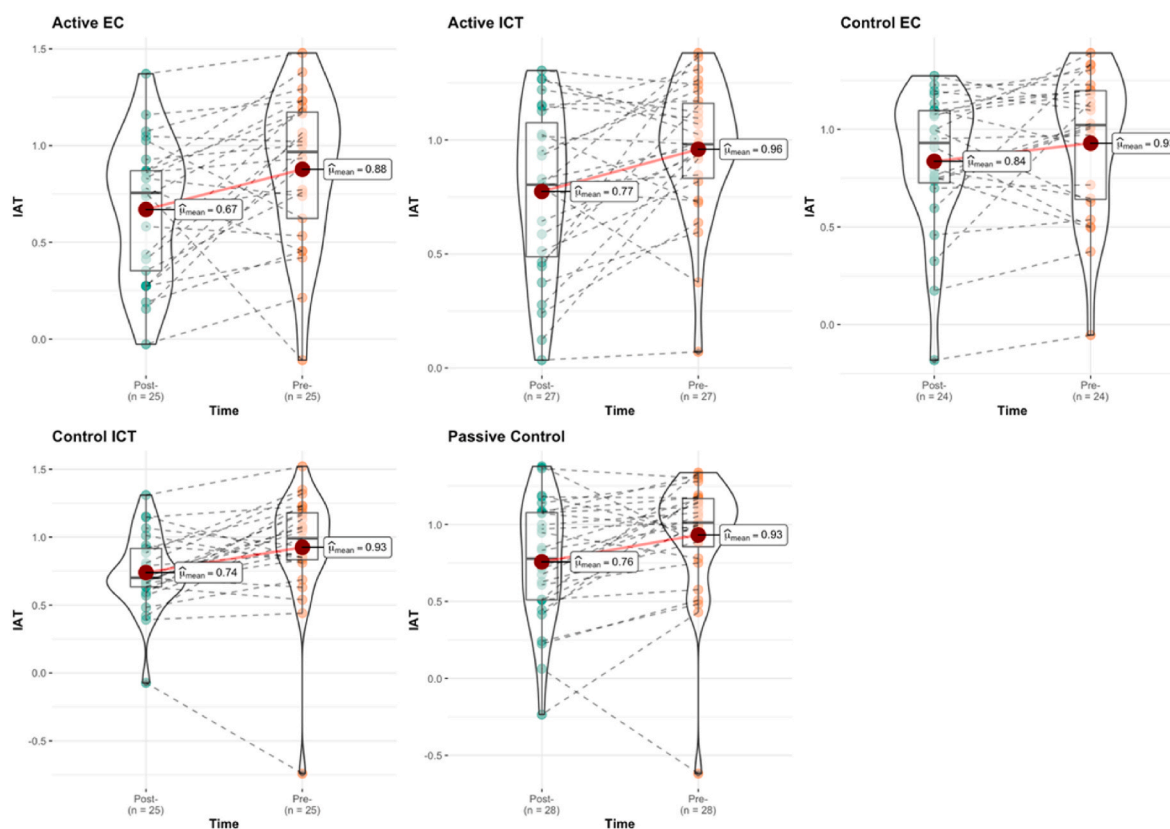 Active EC
Active ICT
Control EC
1.5
1.0
0.5
0.0
IAT
μ̂mean = 0.67
μ̂mean = 0.88
Post-
(n = 25)
Pre-
(n = 25)
Time
1.0
0.5
0.0
IAT
μ̂mean = 0.77
μ̂mean = 0.96
Post-
(n = 27)
Pre-
(n = 27)
Time
1.0
0.5
0.0
IAT
μ̂mean = 0.84
μ̂mean = 0.9
Post-
(n = 24)
Pre-
(n = 24)
Time
Control ICT
Passive Control
1.5
1.0
0.5
0.0
-0.5
IAT
μ̂mean = 0.74
μ̂mean = 0.93
Post-
(n = 25)
Pre-
(n = 25)
Time
1.0
0.5
0.0
-0.5
IAT
μ̂mean = 0.76
μ̂mean = 0.93
Post-
(n = 28)
Pre-
(n = 28)
Time